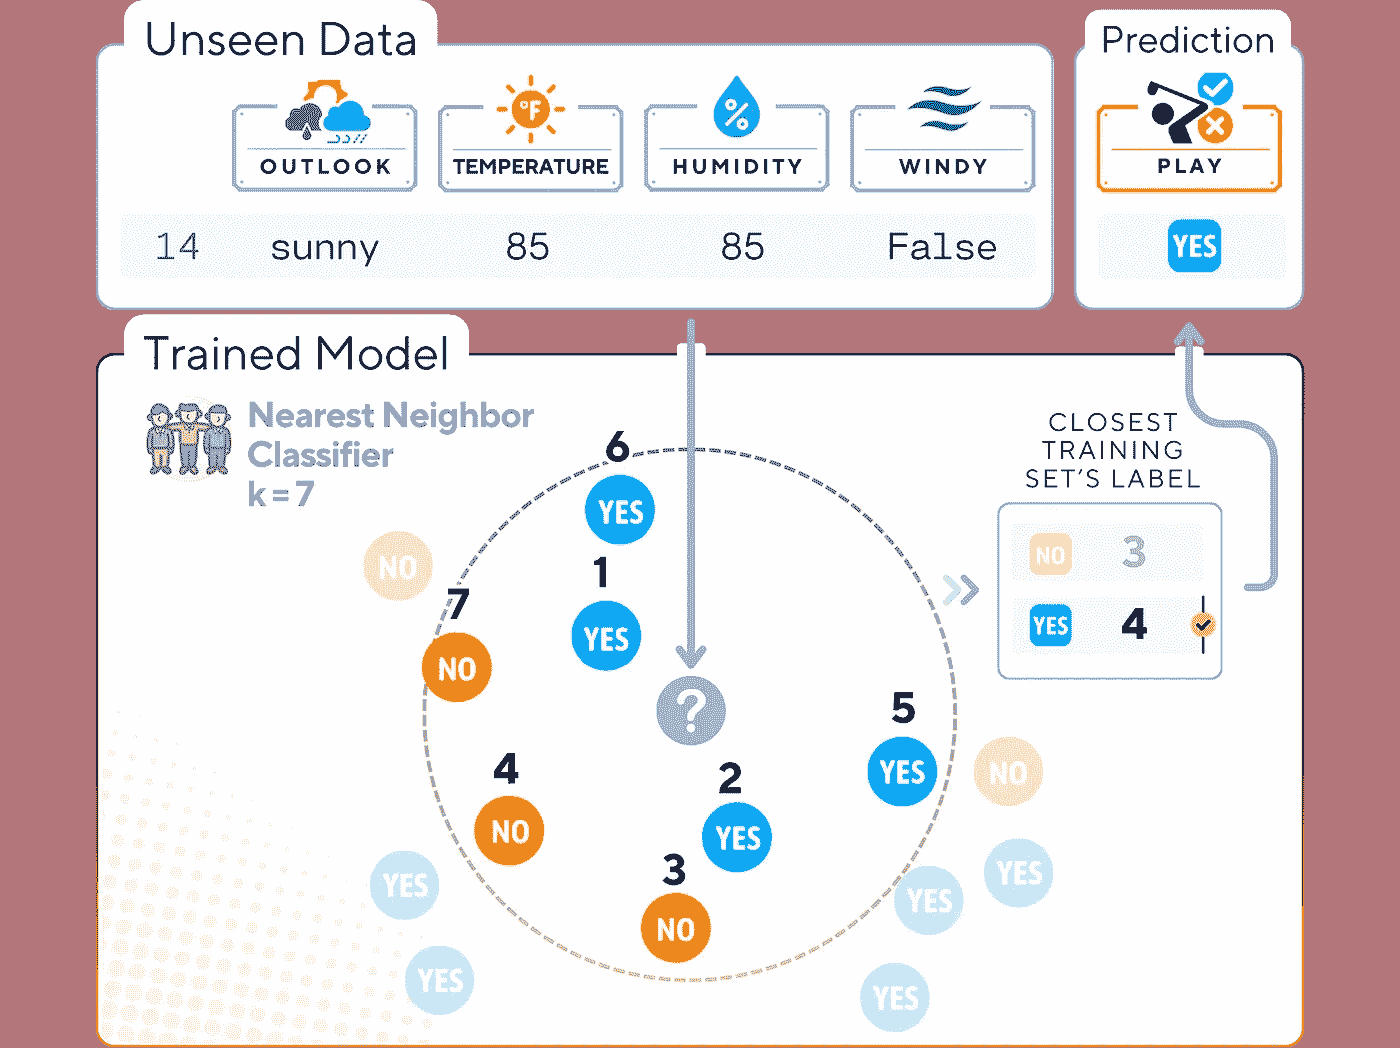 Unseen Data
Prediction
°F
%
OUTLOOK
TEMPERATURE
HUMIDITY
WINDY
PLAY
14 sunny 85 85 False
YES
Trained Model
Nearest Neighbor
Classifier
k=7
CLOSEST
TRAINING
SET'S LABEL
NO 3
YES 4
6
YES
1
YES
NO
7
NO
?
5
YES
NO
4
NO
2
YES
3
NO
YES
YES
YES
YES
YES